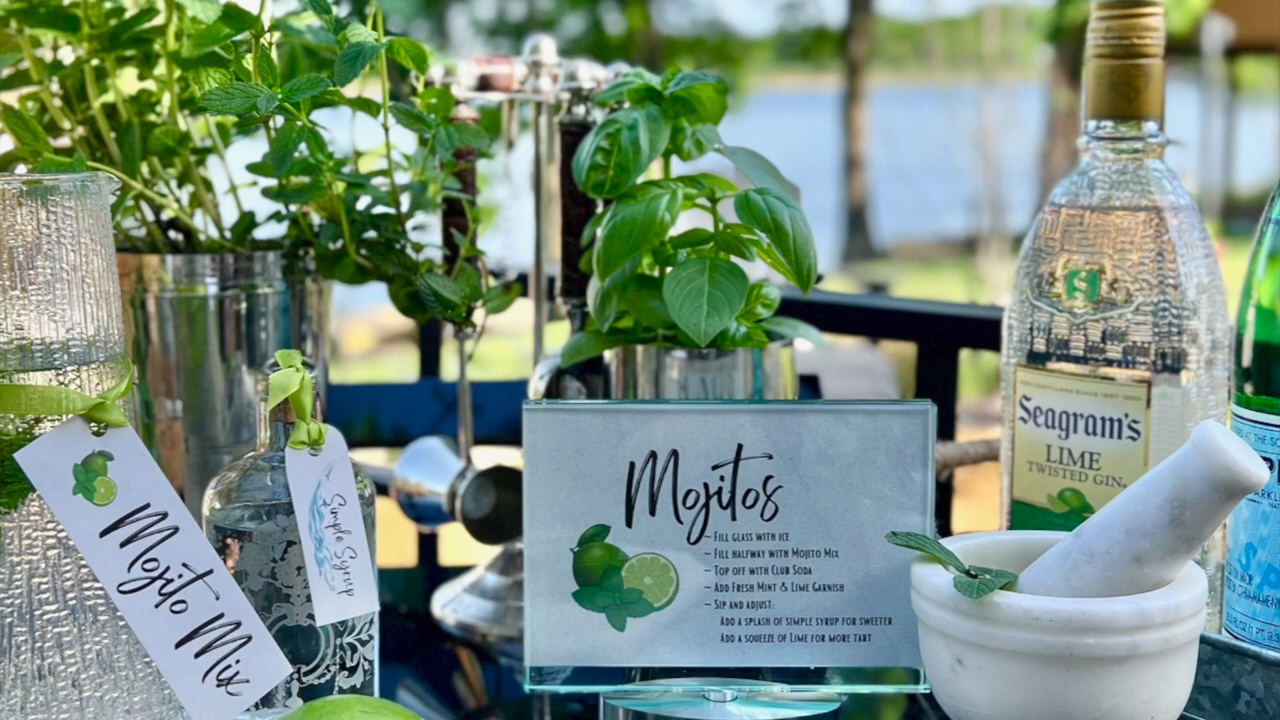 Mojitos
~ Fill glass with ice
~ Fill halfway with Mojito Mix
~ Top off with Club Soda
~ Add Fresh Mint & Lime Garnish
~ Sip and adjust:
Add a splash of simple syrup for sweeter
Add a squeeze of Lime for more tart
Mojito Mix
Simple Syrup
Seagram's
LIME
TWISTED GIN